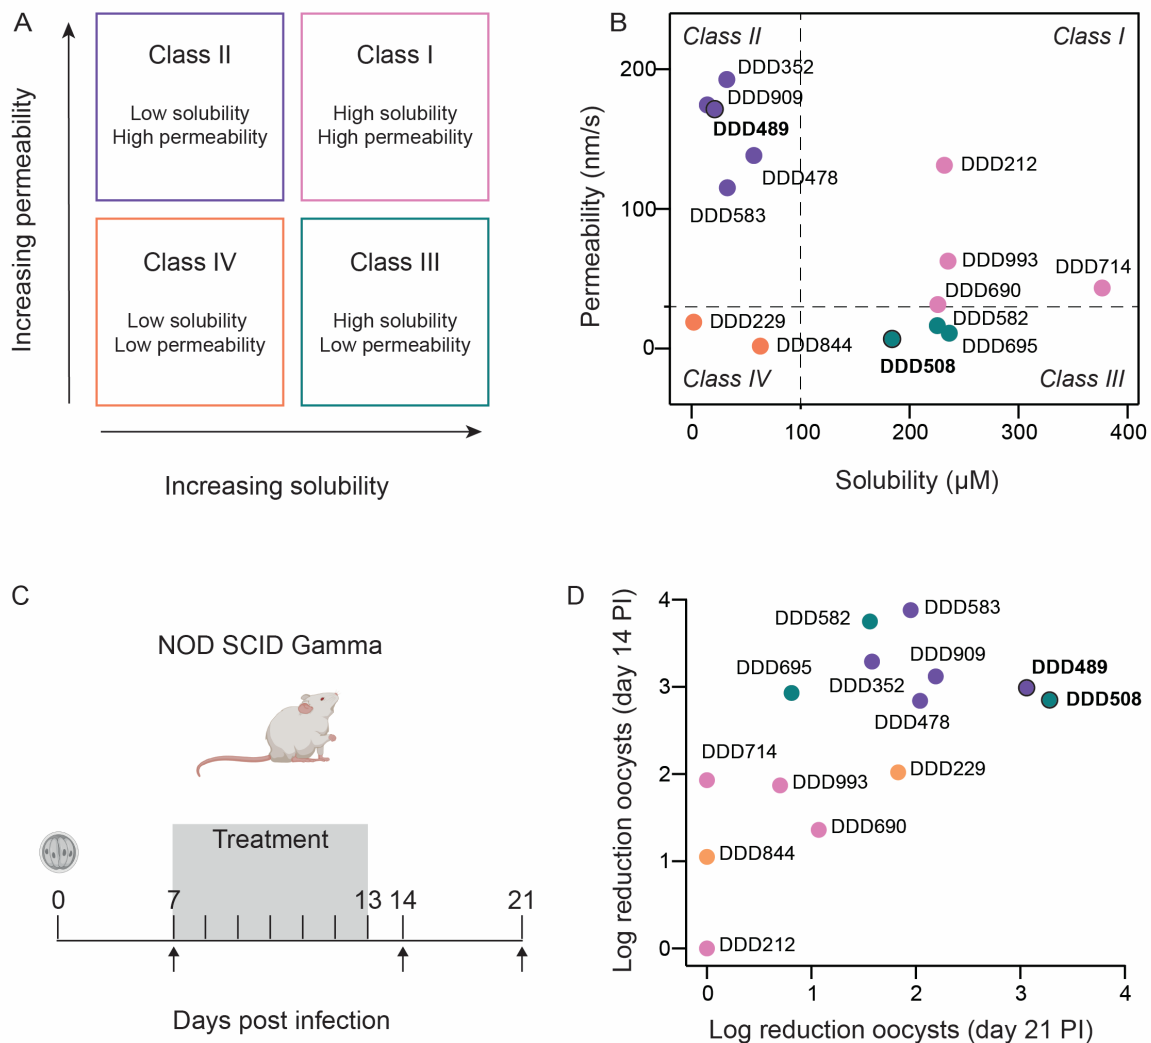 A
Increasing permeability
Class II
Low solubility
High permeability
Class I
High solubility
High permeability
Class IV
Low solubility
Low permeability
Class III
High solubility
Low permeability
Increasing solubility
B
Permeability (nm/s)
Class II
Class I
200
100
0
DDD352
DDD909
DDD489
DDD478
DDD583
DDD212
DDD993
DDD714
DDD690
DDD582
DDD229
DDD844
DDD695
DDD508
Class IV
Class III
0 100 200 300 400
Solubility (µM)
C
NOD SCID Gamma
Treatment
0 7 13 14 21
Days post infection
D
Log reduction oocysts (day 14 PI)
4
3
2
1
0
DDD583
DDD582
DDD909
DDD695
DDD352
DDD489
DDD508
DDD478
DDD714
DDD993
DDD229
DDD690
DDD844
DDD212
0 1 2 3 4
Log reduction oocysts (day 21 PI)